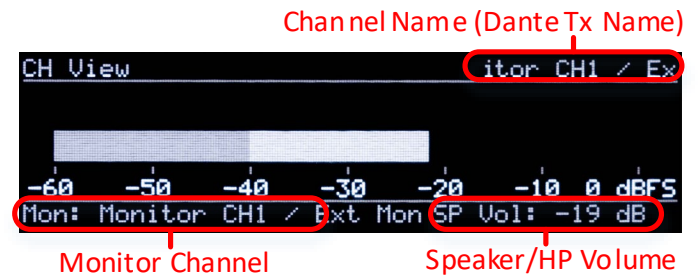 Channel Name (Dante Tx Name)
CH View itor CH1 / Ex
-60 -50 -40 -30 -20 -10 0 dBFS
Mon: Monitor CH1 / Ext Mon SP Vol: -19 dB
Monitor Channel Speaker/HP Volume